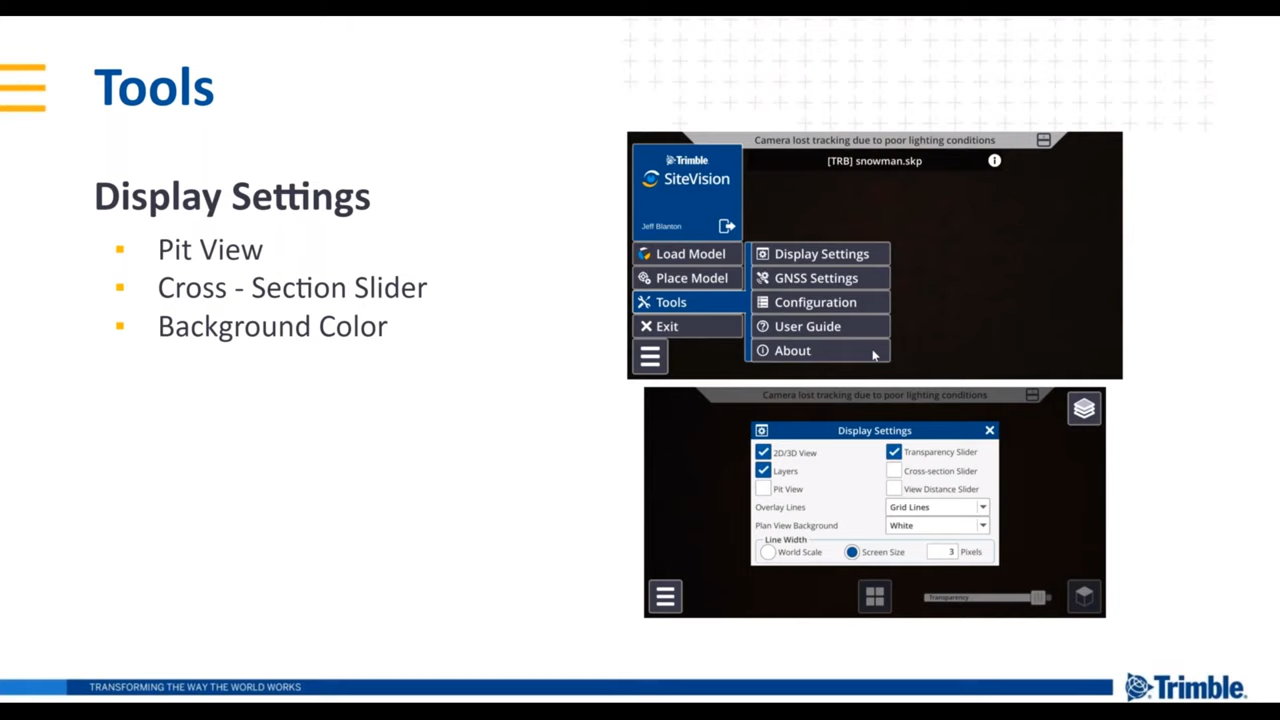 Tools
Display Settings
Pit View
Cross - Section Slider
Background Color
Camera lost tracking due to poor lighting conditions
[TRB] snowman.skp
Trimble
SiteVision
Jeff Blanton
Load Model
Place Model
Tools
Exit
Display Settings
GNSS Settings
Configuration
User Guide
About
Camera lost tracking due to poor lighting conditions
Display Settings
2D/3D View
Transparency Slider
Layers
Cross-section Slider
Pit View
View Distance Slider
Overlay Lines
Grid Lines
Plan View Background
White
Line Width
World Scale
Screen Size
3 Pixels
Transparency
TRANSFORMING THE WAY THE WORLD WORKS
Trimble